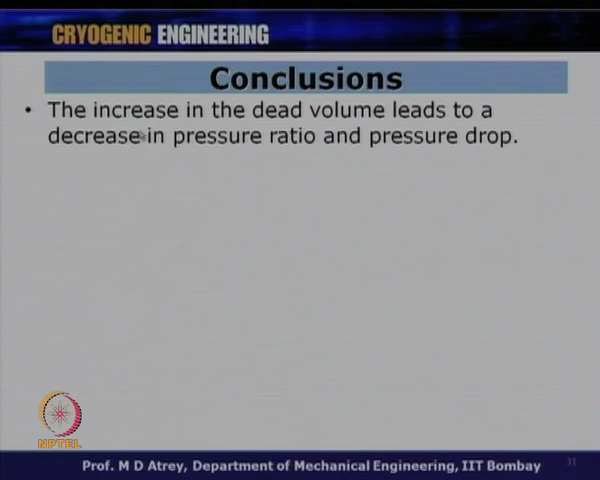 CRYOGENIC ENGINEERING
Conclusions
• The increase in the dead volume leads to a
decrease in pressure ratio and pressure drop.
NPTEL
Prof. M D Atrey, Department of Mechanical Engineering, IIT Bombay
31